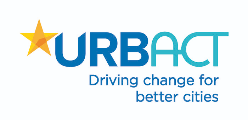 URBACT
Driving change for
better cities